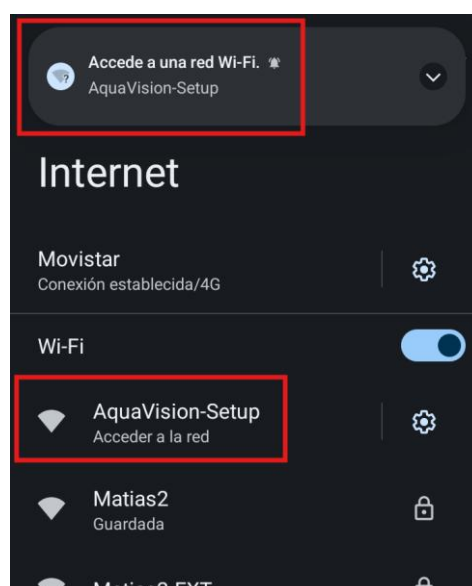 Accede a una red Wi-Fi.
AquaVision-Setup
Internet
Movistar
Conexión establecida/4G
Wi-Fi
AquaVision-Setup
Acceder a la red
Matias2
Guardada